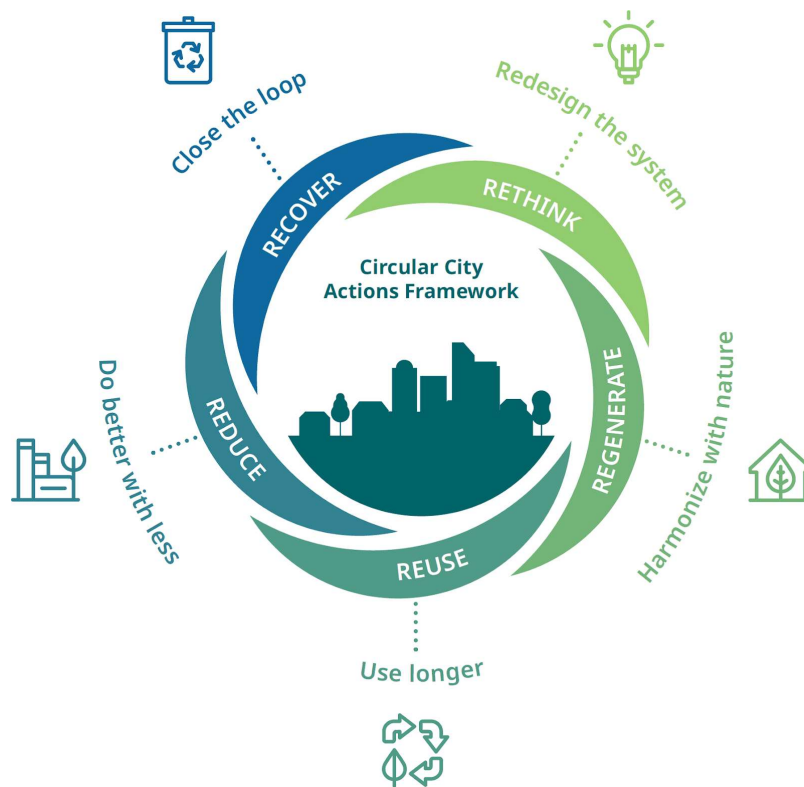 Circular City
Actions Framework
RETHINK
Redesign the system
REGENERATE
Harmonize with nature
REUSE
Use longer
REDUCE
Do better with less
RECOVER
Close the loop